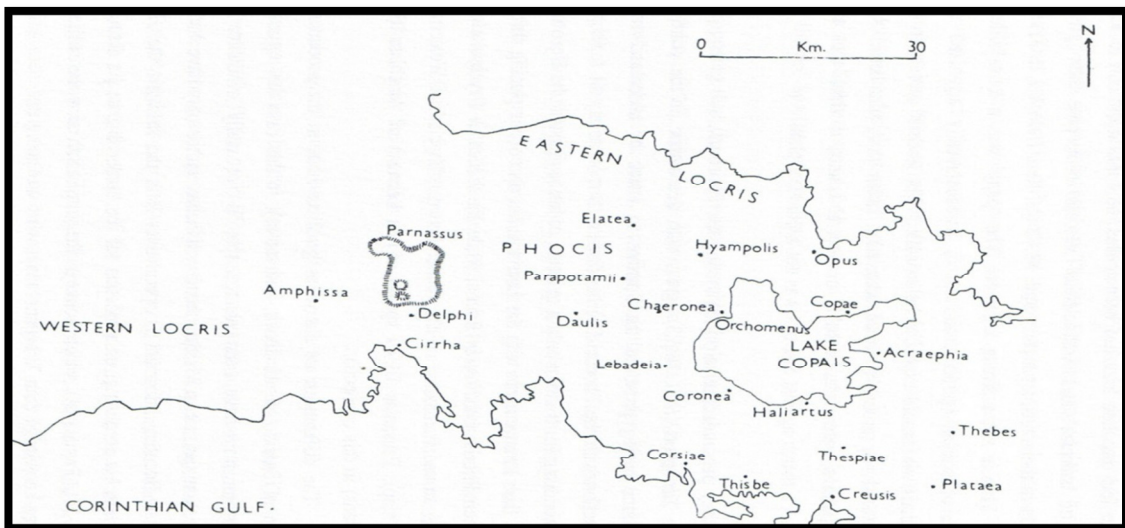 N
0 Km. 30
EASTERN
LOCRIS
Elatea
Parnassus
PHOCIS
Hyampolis
Opus
Parapotamii
Amphissa
Chaeronea
Copae
Delphi
Daulis
Orchomenus
WESTERN LOCRIS
Cirrha
LAKE
COPAIS
Acraephia
Lebadeia
Coronea
Haliartus
Thebes
Corsiae
Thespiae
Thisbe
Creusis
Plataea
CORINTHIAN GULF